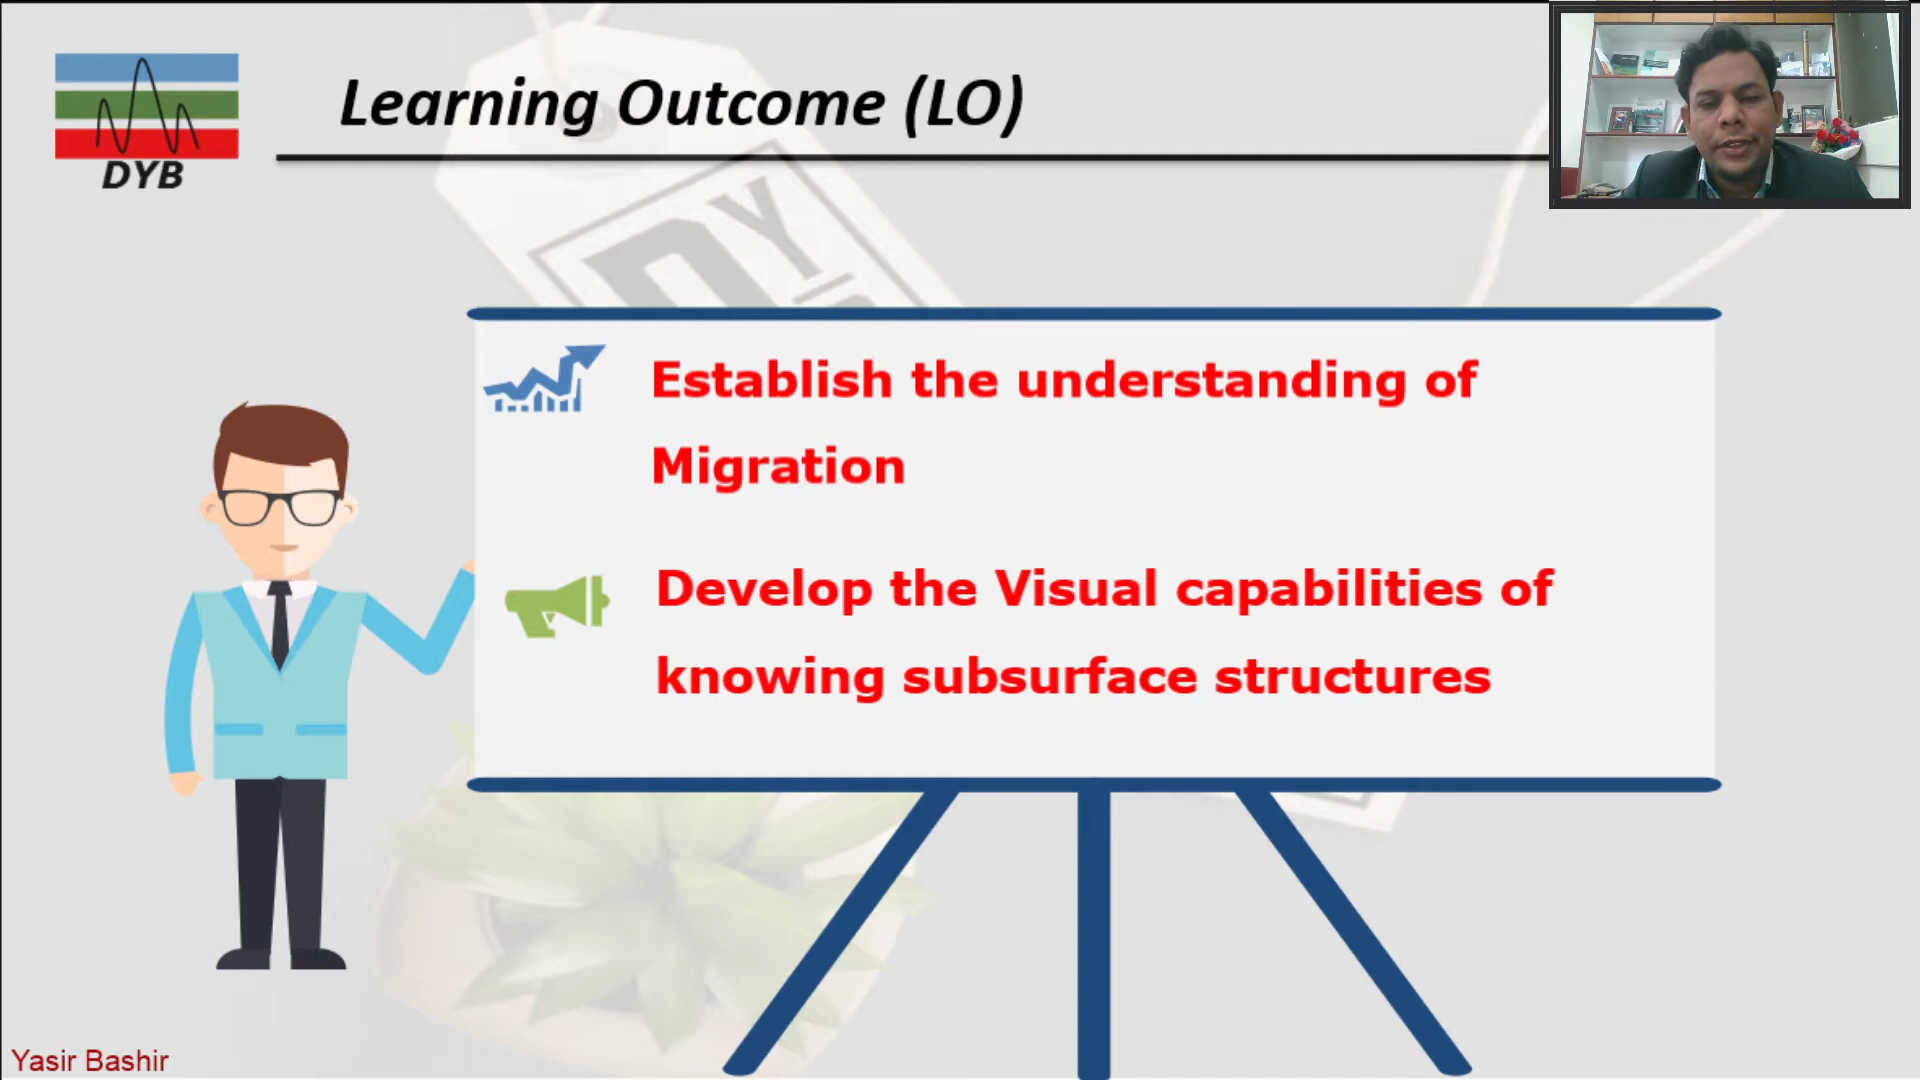 Learning Outcome (LO)
DYB
Establish the understanding of
Migration
Develop the Visual capabilities of
knowing subsurface structures
Yasir Bashir